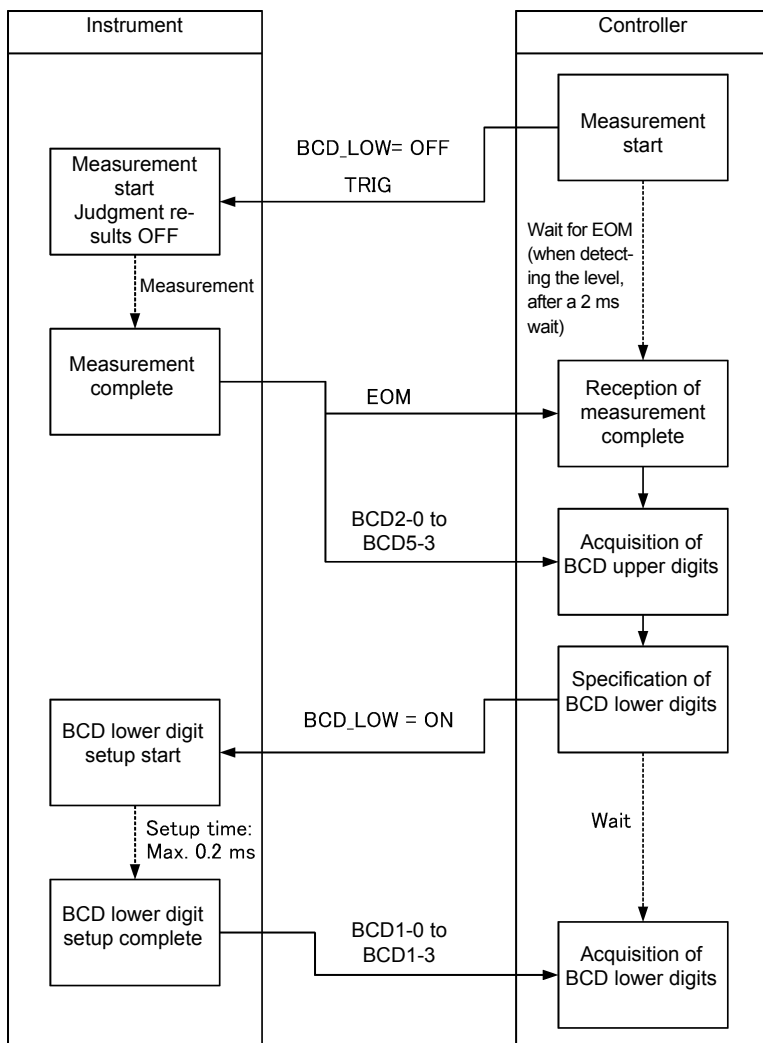 Instrument
Controller
Measurement
start
BCD_LOW= OFF
TRIG
Measurement
start
Judgment re-
sults OFF
Wait for EOM
(when detect-
ing the level,
after a 2 ms
wait)
Measurement
Measurement
complete
EOM
Reception of
measurement
complete
BCD2-0 to
BCD5-3
Acquisition of
BCD upper digits
Specification of
BCD lower digits
BCD_LOW = ON
BCD lower digit
setup start
Setup time:
Max. 0.2 ms
Wait
BCD lower digit
setup complete
BCD1-0 to
BCD1-3
Acquisition of
BCD lower digits